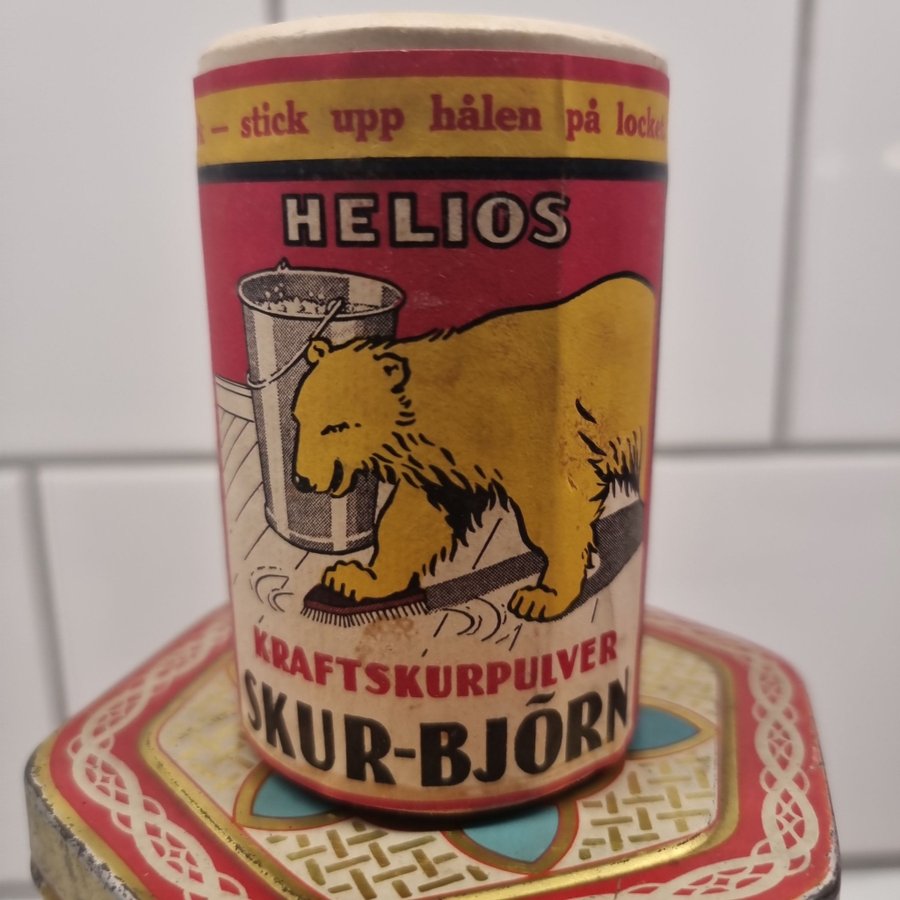 – stick upp hålen på locket
HELIOS
KRAFTSKURPULVER
SKUR-BJÖRN